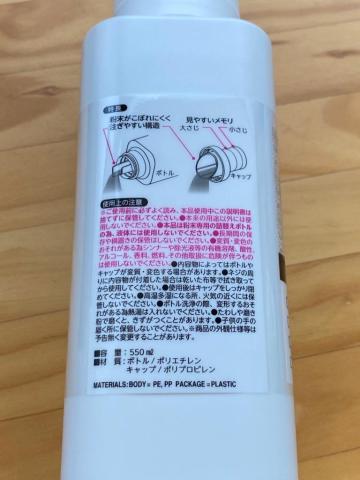 特長
粉末がこぼれにくく
注ぎやすい構造
見やすいメモリ
大さじ
小さじ
ボトル
キャップ
使用上の注意
※ご使用前に必ずよく読み、本品使用中この説明書は
捨てずに保管してください。●粉末の用途以外には使
用しないでください。●本品は粉末専用の詰替えボトル
の為、液体には使用しないでください。●長期間の保
存や横置きの保管はしないでください。●変質・変色の
おそれがある為シンナーや除光液等の有機溶剤、酸性、
アルコール、香料、燃料、その他取扱に危険が伴うもの
は使用しないでください。●内容物によってはボトルや
キャップが変質・変色する場合があります。●ネジの周
りに内容物が付着した場合は乾いた布等で拭き取って
から使用してください。●使用後はキャップをしっかり閉
めてください。●高温多湿になる所、火気の近くには保
管しないでください。●ボトル洗浄の際、変形するおそ
れがある為熱湯は入れないでください。●たわしや磨き
粉で磨くと、きずがつくことがあります。●子供の手の
届く所に保管しないでください。※商品の外観仕様等は
予告無く変更することがあります。
■容 量：550㎖
■材 質：ボトル/ポリエチレン
キャップ/ポリプロピレン
MATERIALS:BODY= PE, PP PACKAGE=PLASTIC